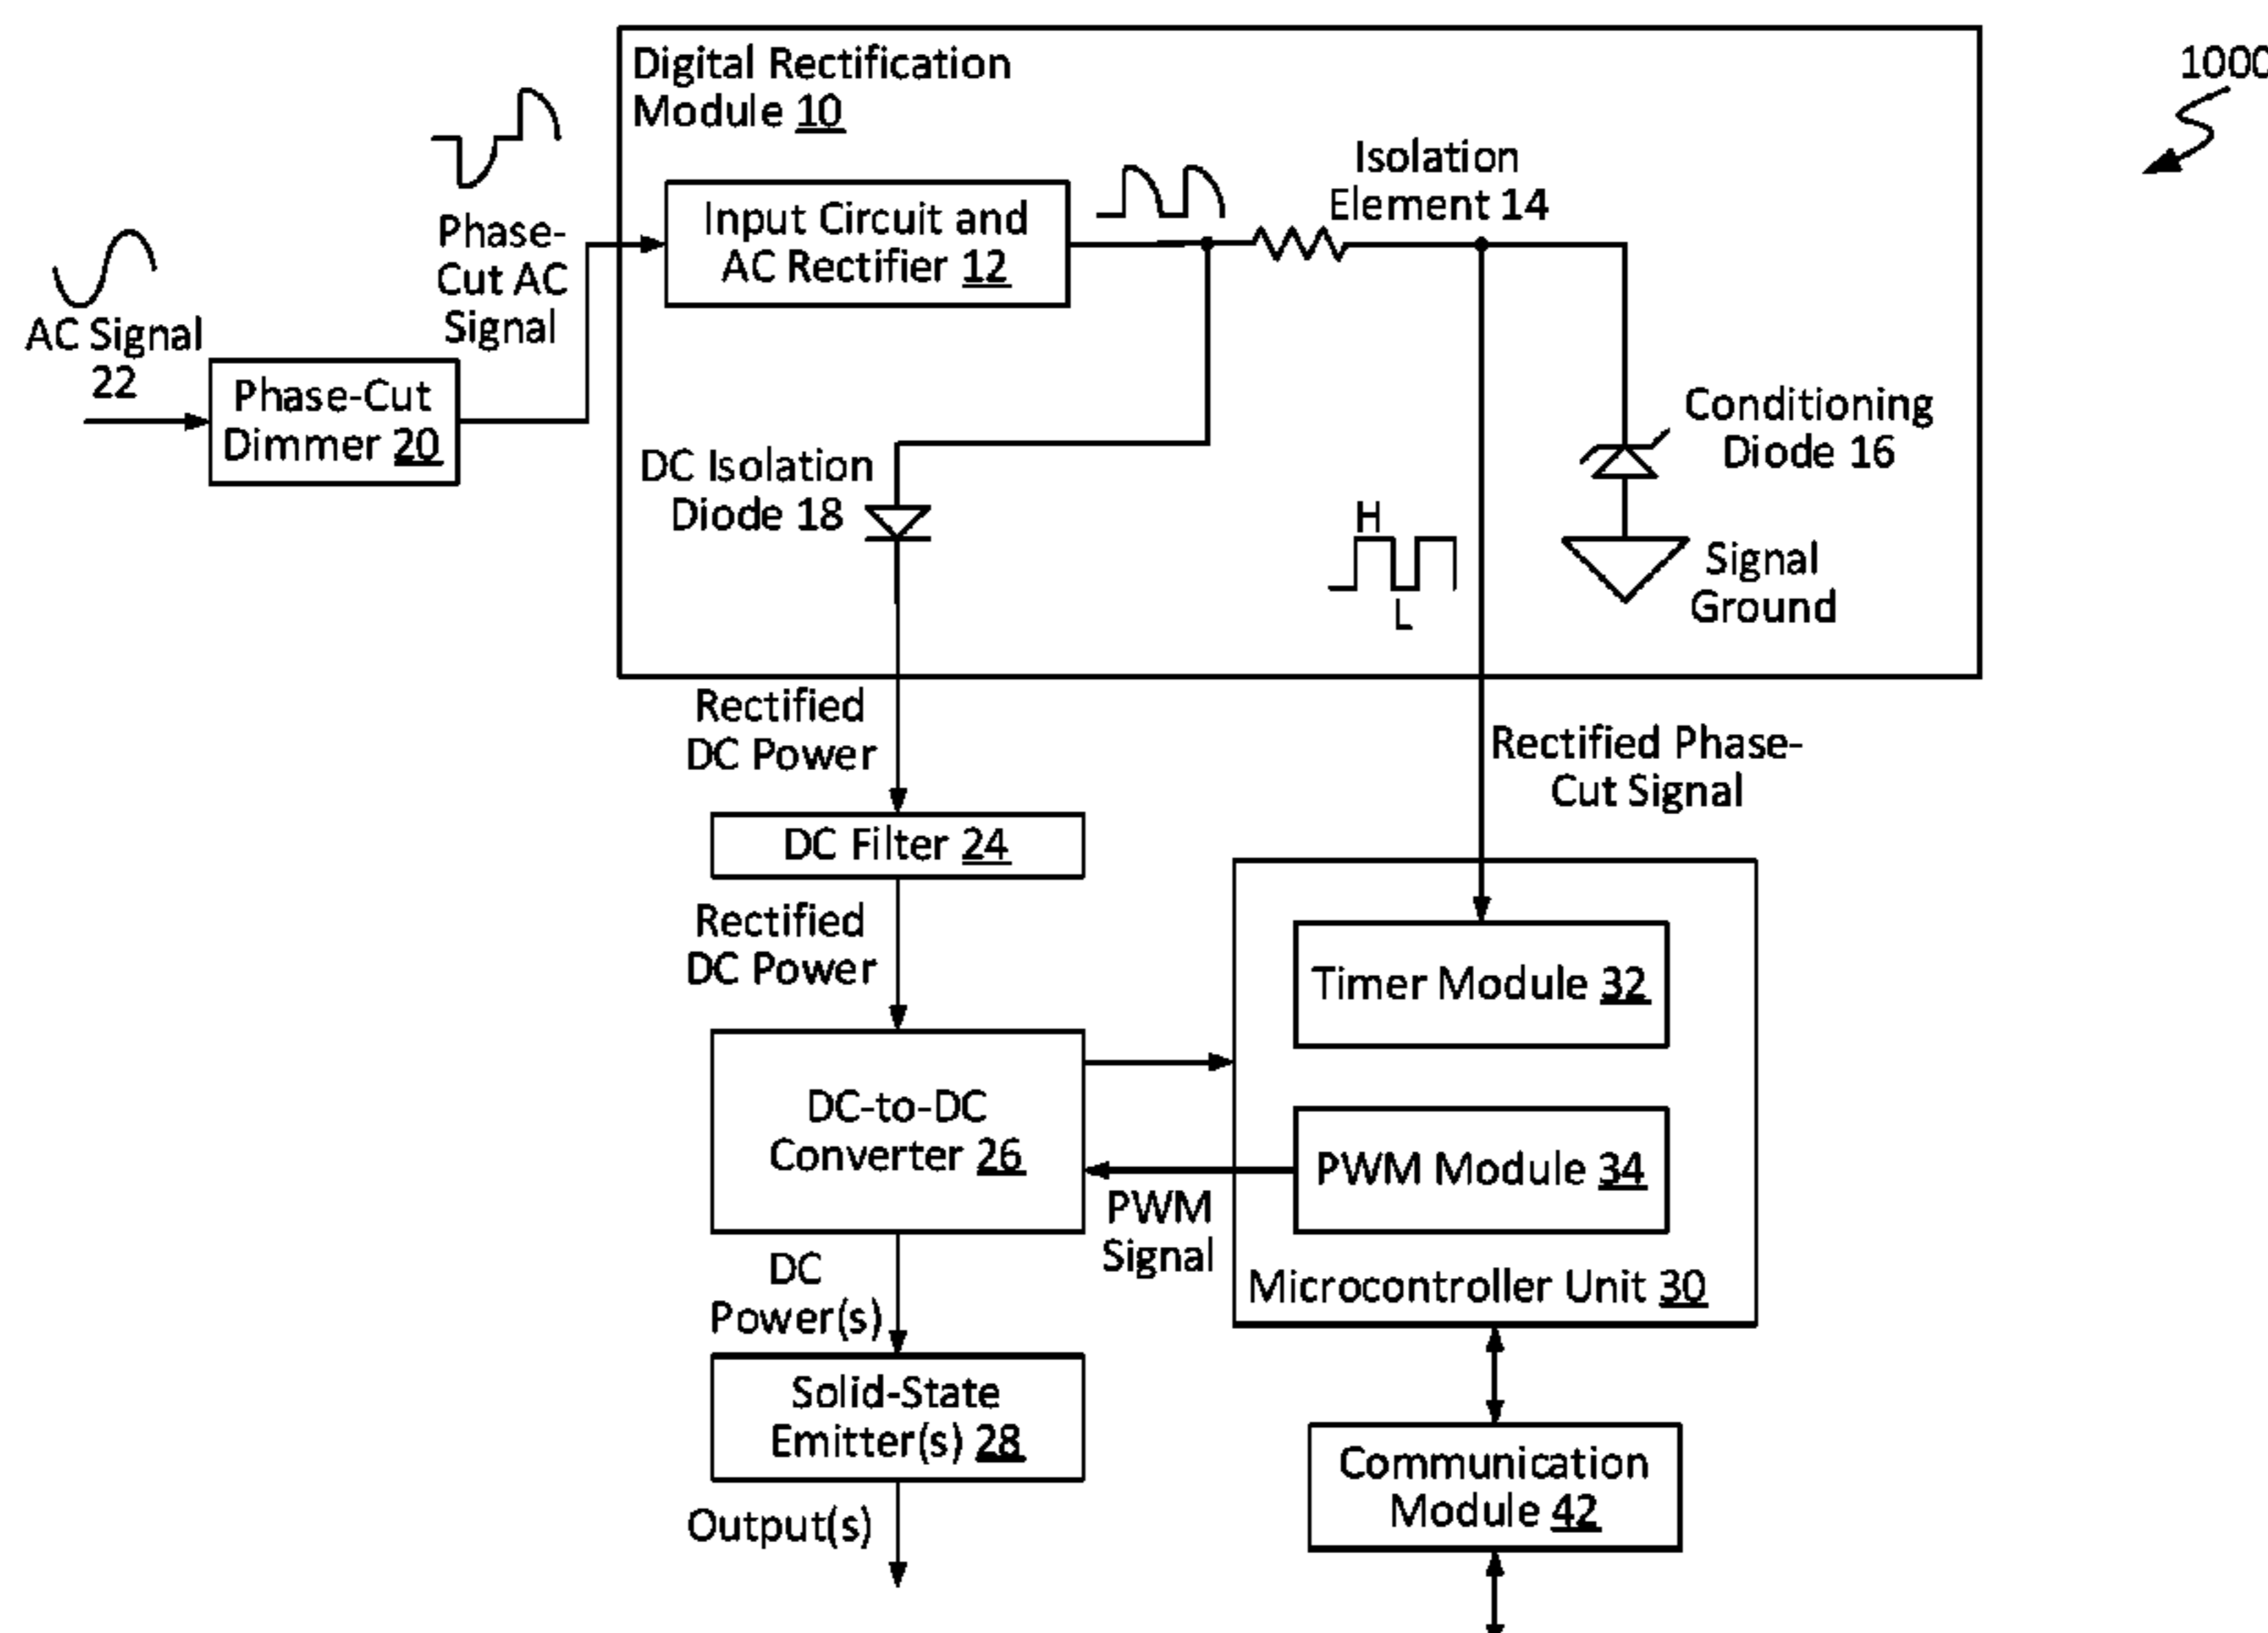 1000
Digital Rectification
Module 10
Isolation
Element 14
Input Circuit and
AC Rectifier 12
Phase-
Cut AC
Signal
AC Signal
22
Phase-Cut
Dimmer 20
DC Isolation
Diode 18
Conditioning
Diode 16
H
L
Signal
Ground
Rectified
DC Power
Rectified Phase-
Cut Signal
DC Filter 24
Rectified
DC Power
Timer Module 32
DC-to-DC
Converter 26
PWM Module 34
PWM
Signal
Microcontroller Unit 30
DC
Power(s)
Solid-State
Emitter(s) 28
Communication
Module 42
Output(s)